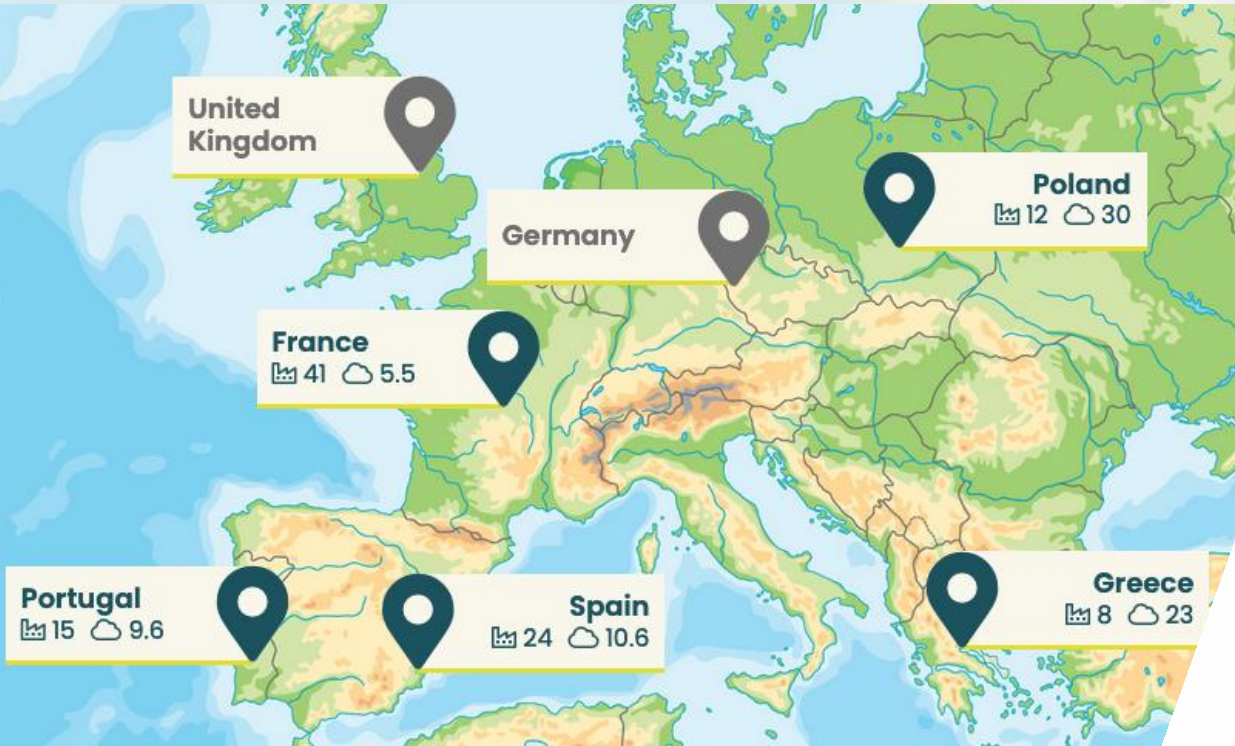 United
Kingdom
Poland
12 30
Germany
France
41 5.5
Portugal
15 9.6
Spain
24 10.6
Greece
8 23